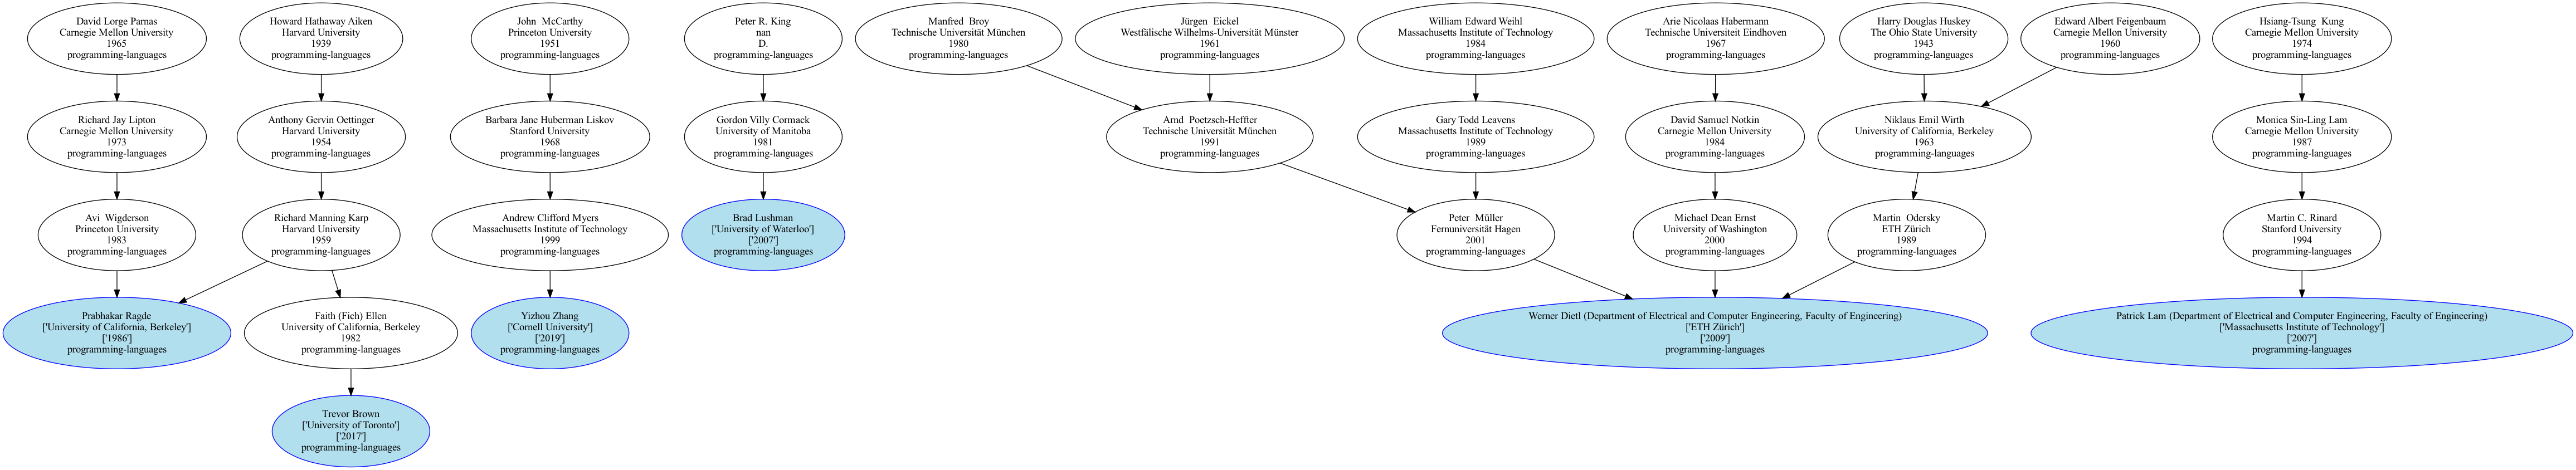 David Lorge Parnas
Carnegie Mellon University
1965
programming-languages
Howard Hathaway Aiken
Harvard University
1939
programming-languages
John  McCarthy
Princeton University
1951
programming-languages
Peter R. King
nan
D.
programming-languages
Manfred  Broy
Technische Universität München
1980
programming-languages
Jürgen  Eickel
Westfälische Wilhelms-Universität Münster
1961
programming-languages
William Edward Weihl
Massachusetts Institute of Technology
1984
programming-languages
Arie Nicolaas Habermann
Technische Universiteit Eindhoven
1967
programming-languages
Harry Douglas Huskey
The Ohio State University
1943
programming-languages
Edward Albert Feigenbaum
Carnegie Mellon University
1960
programming-languages
Hsiang-Tsung  Kung
Carnegie Mellon University
1974
programming-languages
Richard Jay Lipton
Carnegie Mellon University
1973
programming-languages
Anthony Gervin Oettinger
Harvard University
1954
programming-languages
Barbara Jane Huberman Liskov
Stanford University
1968
programming-languages
Gordon Villy Cormack
University of Manitoba
1981
programming-languages
Arnd  Poetzsch-Heffter
Technische Universität München
1991
programming-languages
Gary Todd Leavens
Massachusetts Institute of Technology
1989
programming-languages
David Samuel Notkin
Carnegie Mellon University
1984
programming-languages
Niklaus Emil Wirth
University of California, Berkeley
1963
programming-languages
Monica Sin-Ling Lam
Carnegie Mellon University
1987
programming-languages
Avi  Wigderson
Princeton University
1983
programming-languages
Richard Manning Karp
Harvard University
1959
programming-languages
Andrew Clifford Myers
Massachusetts Institute of Technology
1999
programming-languages
Brad Lushman
['University of Waterloo']
['2007']
programming-languages
Peter  Müller
Fernuniversität Hagen
2001
programming-languages
Michael Dean Ernst
University of Washington
2000
programming-languages
Martin  Odersky
ETH Zürich
1989
programming-languages
Martin C. Rinard
Stanford University
1994
programming-languages
Prabhakar Ragde
['University of California, Berkeley']
['1986']
programming-languages
Faith (Fich) Ellen
University of California, Berkeley
1982
programming-languages
Yizhou Zhang
['Cornell University']
['2019']
programming-languages
Werner Dietl (Department of Electrical and Computer Engineering, Faculty of Engineering)
['ETH Zürich']
['2009']
programming-languages
Patrick Lam (Department of Electrical and Computer Engineering, Faculty of Engineering)
['Massachusetts Institute of Technology']
['2007']
programming-languages
Trevor Brown
['University of Toronto']
['2017']
programming-languages